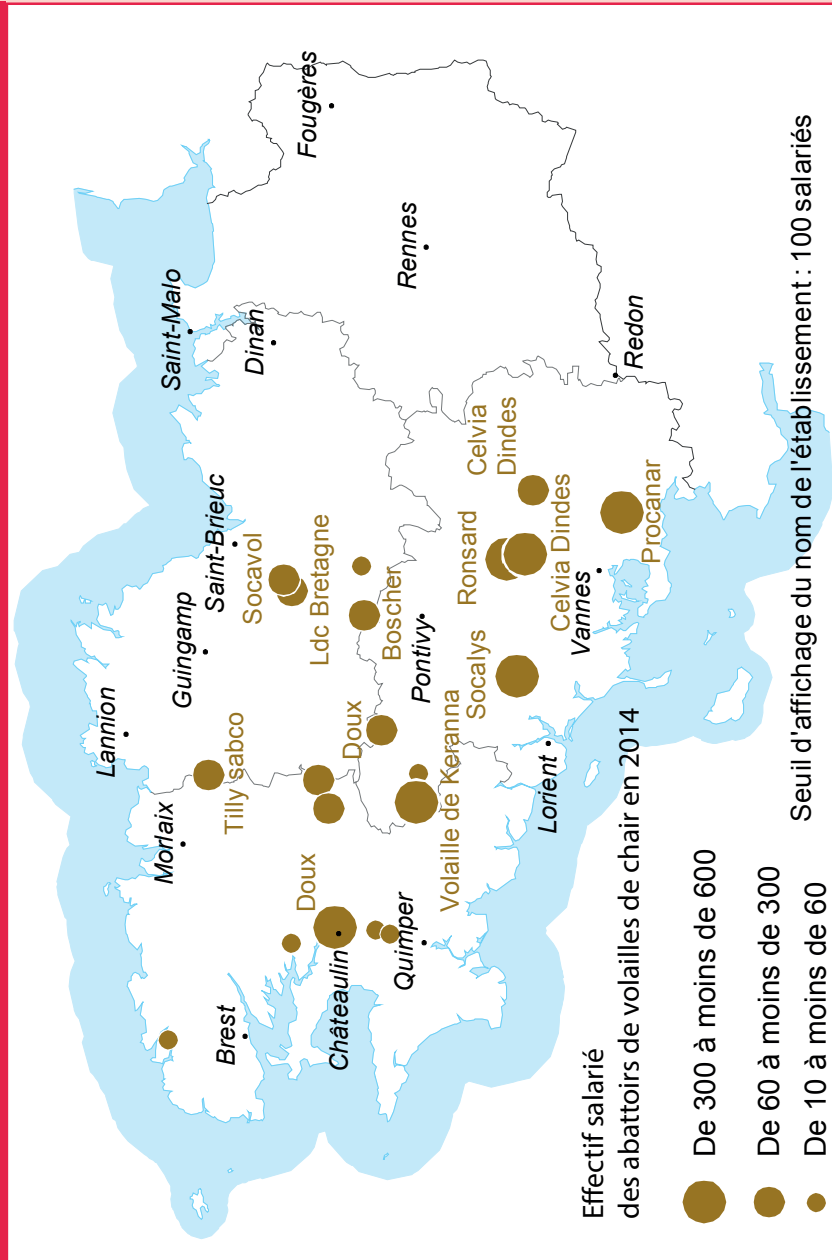 Lannion
Saint-Malo
Morlaix
Guingamp
Saint-Brieuc
Dinan
Fougères
Tilly sabco
Socavol
Brest
Doux
Ldc Bretagne
Châteaulin
Doux
Boscher
Rennes
Quimper
Volaille de Keranna
Pontivy
Socalys
Ronsard
Celvia
Dindes
Lorient
Celvia Dindes
Vannes
Redon
Procanar
Effectif salarié
des abattoirs de volailles de chair en 2014
De 300 à moins de 600
De 60 à moins de 300
De 10 à moins de 60
Seuil d'affichage du nom de l'établissement : 100 salariés